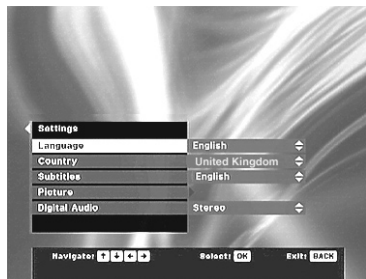 Settings
Language English
Country United Kingdom
Subtitles English
Picture
Digital Audio Stereo
Navigate: Select: OK Exit: BACK